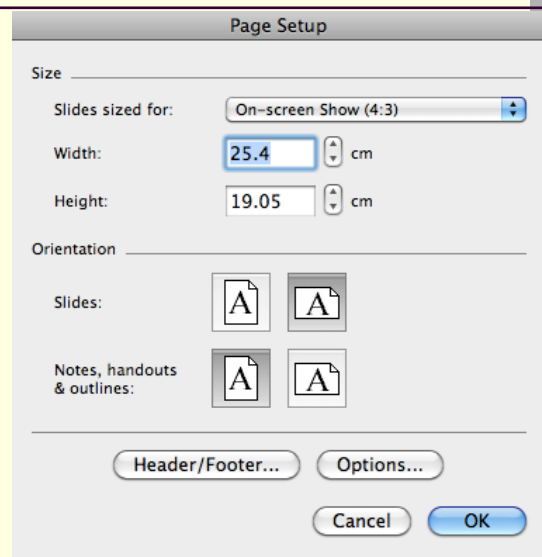 Page Setup
Size
Slides sized for: On-screen Show (4:3)
Width: 25.4 cm
Height: 19.05 cm
Orientation
Slides: A A
Notes, handouts
& outlines: A A
Header/Footer... Options...
Cancel OK